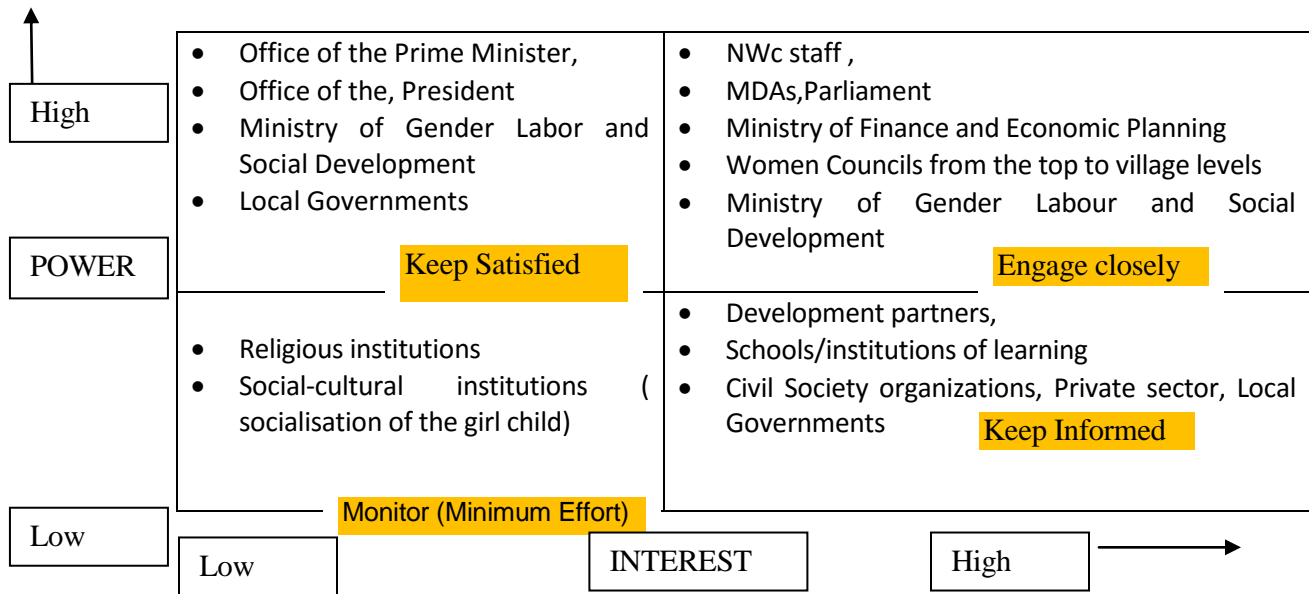 High
POWER
Low
• Office of the Prime Minister,
• Office of the, President
• Ministry of Gender Labor and
Social Development
• Local Governments
Keep Satisfied
• NWc staff ,
• MDAs,Parliament
• Ministry of Finance and Economic Planning
• Women Councils from the top to village levels
• Ministry of Gender Labour and Social
Development
Engage closely
• Religious institutions
• Social-cultural institutions (
socialisation of the girl child)
Monitor (Minimum Effort)
• Development partners,
• Schools/institutions of learning
• Civil Society organizations, Private sector, Local
Governments
Keep Informed
Low
INTEREST
High